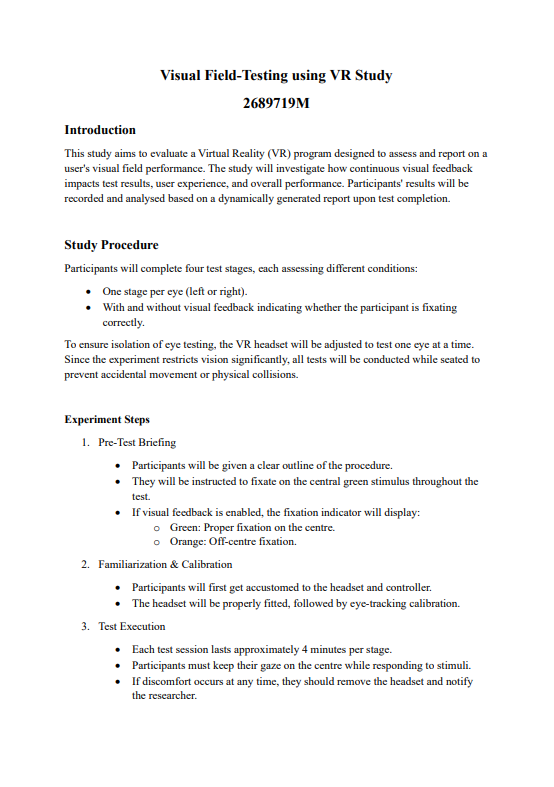 Visual Field-Testing using VR Study
2689719M
Introduction
This study aims to evaluate a Virtual Reality (VR) program designed to assess and report on a
user's visual field performance. The study will investigate how continuous visual feedback
impacts test results, user experience, and overall performance. Participants' results will be
recorded and analysed based on a dynamically generated report upon test completion.
Study Procedure
Participants will complete four test stages, each assessing different conditions:
• One stage per eye (left or right).
• With and without visual feedback indicating whether the participant is fixating
correctly.
To ensure isolation of eye testing, the VR headset will be adjusted to test one eye at a time.
Since the experiment restricts vision significantly, all tests will be conducted while seated to
prevent accidental movement or physical collisions.
Experiment Steps
1. Pre-Test Briefing
• Participants will be given a clear outline of the procedure.
• They will be instructed to fixate on the central green stimulus throughout the
test.
• If visual feedback is enabled, the fixation indicator will display:
o Green: Proper fixation on the centre.
o Orange: Off-centre fixation.
2. Familiarization & Calibration
• Participants will first get accustomed to the headset and controller.
• The headset will be properly fitted, followed by eye-tracking calibration.
3. Test Execution
• Each test session lasts approximately 4 minutes per stage.
• Participants must keep their gaze on the centre while responding to stimuli.
• If discomfort occurs at any time, they should remove the headset and notify
the researcher.